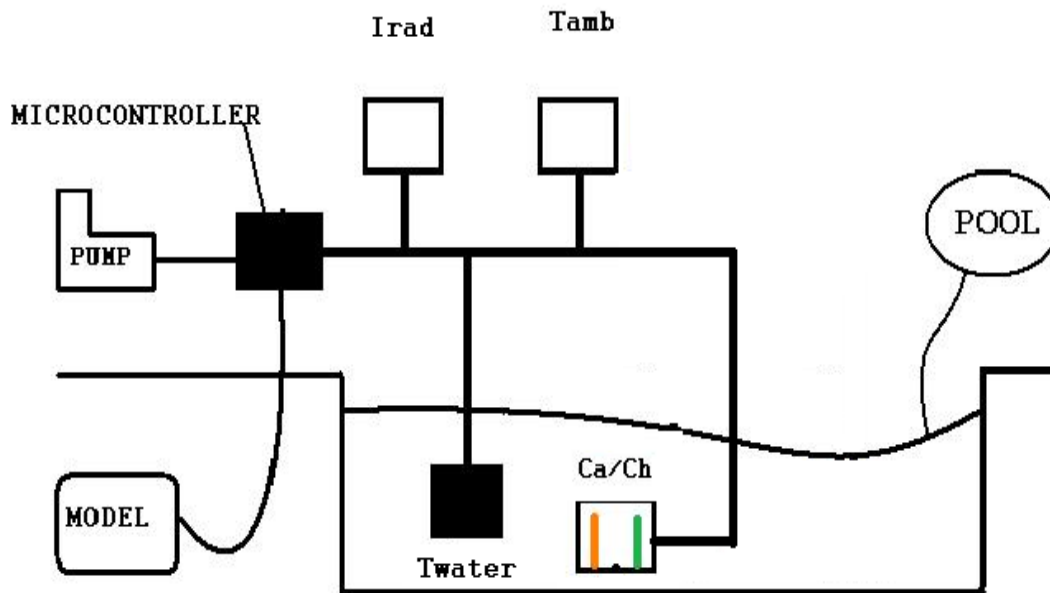 Irad
Tamb
MICROCONTROLLER
POOL
PUMP
Ca/Ch
MODEL
Twater